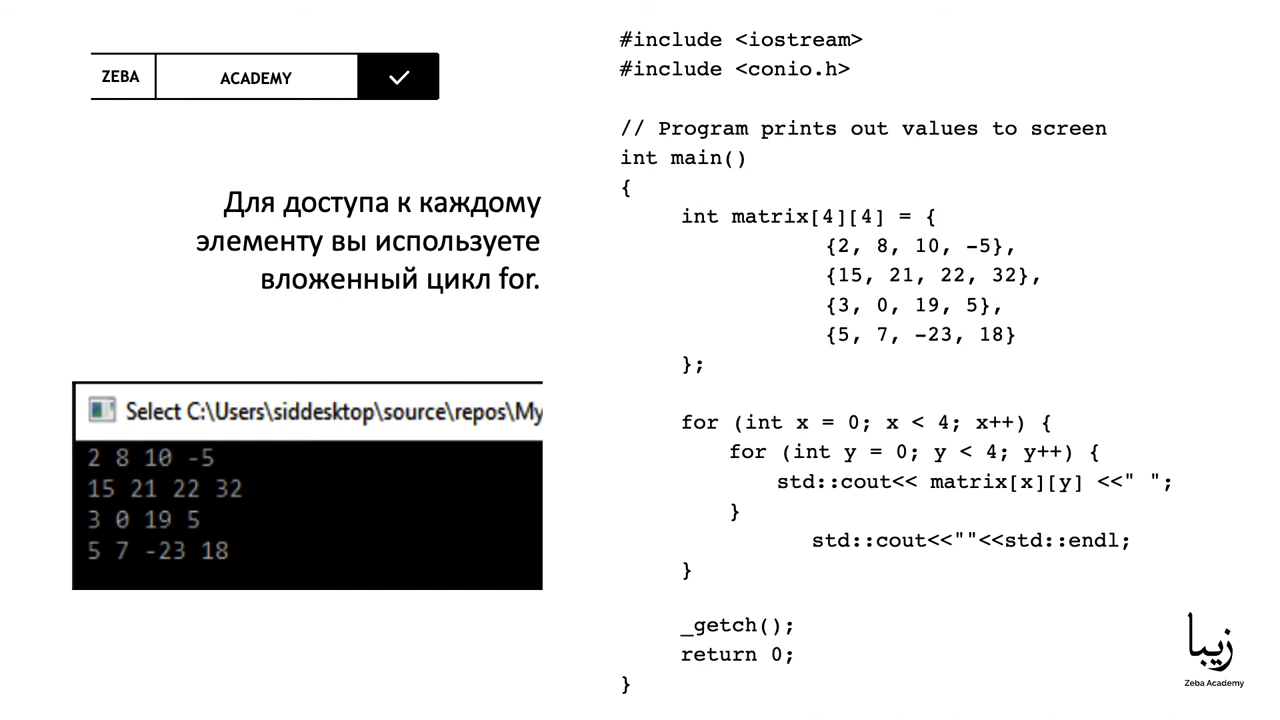 ZEBA ACADEMY
Для доступа к каждому
элементу вы используете
вложенный цикл for.
Select C:\Users\siddesktop\source\repos\My
2 8 10 -5
15 21 22 32
3 0 19 5
5 7 -23 18
#include <iostream>
#include <conio.h>
// Program prints out values to screen
int main()
{
int matrix[4][4] = {
{2, 8, 10, -5},
{15, 21, 22, 32},
{3, 0, 19, 5},
{5, 7, -23, 18}
};
for (int x = 0; x < 4; x++) {
for (int y = 0; y < 4; y++) {
std::cout<< matrix[x][y] <<" ";
}
std::cout<<""<<std::endl;
}
_getch();
return 0;
}
زيبا
Zeba Academy